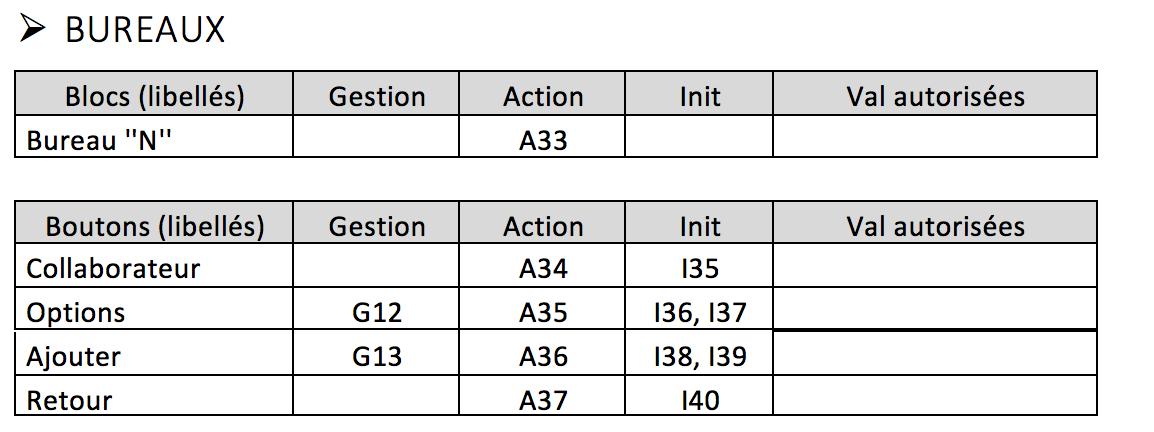 ➢ BUREAUX
Blocs (libellés) Gestion Action Init Val autorisées
Bureau "N" A33
Boutons (libellés) Gestion Action Init Val autorisées
Collaborateur A34 I35
Options G12 A35 I36, I37
Ajouter G13 A36 I38, I39
Retour A37 I40